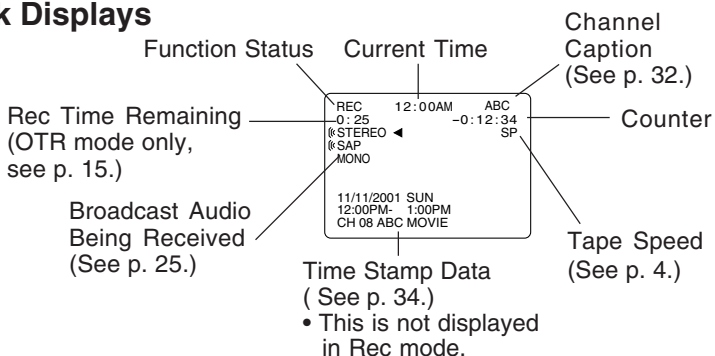 k Displays
Function Status
Current Time
Channel
Caption
(See p. 32.)
Rec Time Remaining
(OTR mode only,
see p. 15.)
Counter
REC 12:00AM ABC
0:25 -0:12:34
STEREO ◄ SP
SAP
MONO
11/11/2001 SUN
12:00PM- 1:00PM
CH 08 ABC MOVIE
Broadcast Audio
Being Received
(See p. 25.)
Tape Speed
(See p. 4.)
Time Stamp Data
( See p. 34.)
• This is not displayed
in Rec mode.